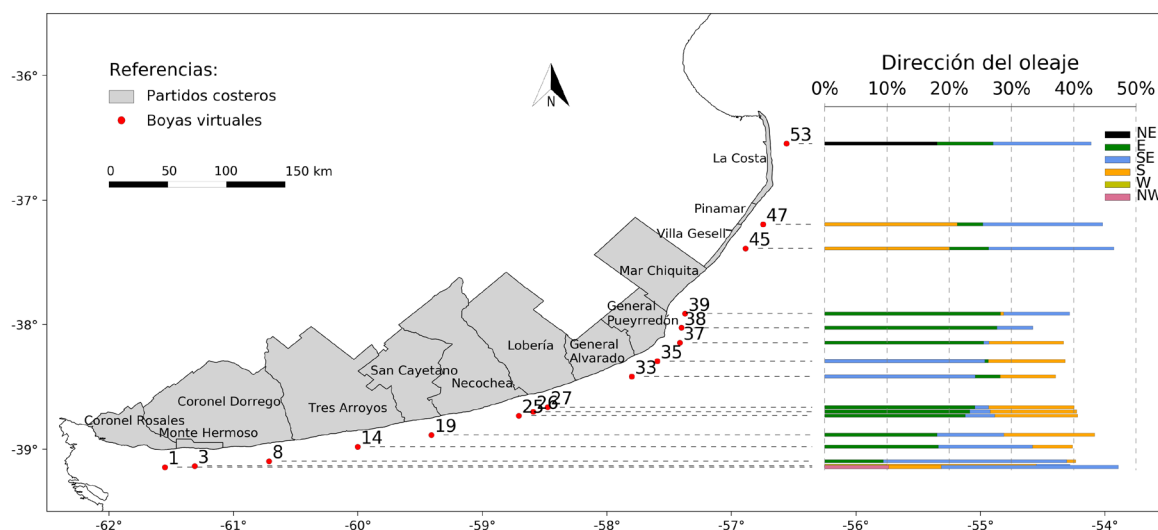 Dirección del oleaje
0% 10% 20% 30% 40% 50%
-36°
-37°
-38°
-39°
Referencias:
Partidos costeros
Boyas virtuales
0 50 100 150 km
N
NE
E
SE
S
W
NW
53
La Costa
Pinamar
47
Villa Gesell
45
Mar Chiquita
39
General
Pueyrredón
38
37
35
General
Alvarado
33
Lobería
San Cayetano
Necochea
27
26
25
Coronel Dorrego
Tres Arroyos
19
Coronel Rosales
Monte Hermoso
14
8
3
1
-62 -61 -60 -59 -58 -57 -56 -55 -54